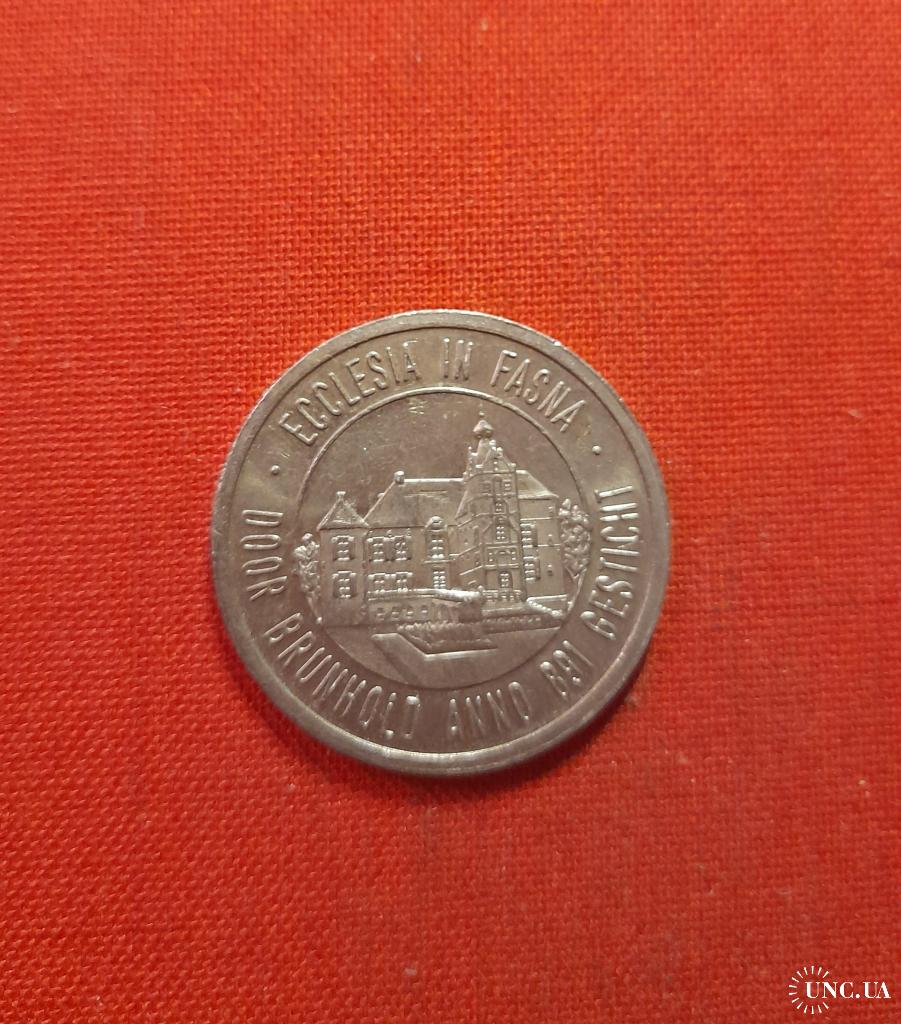 · ECCLESIA IN FASNA ·
DOOR BRUNHOLD ANNO 891 GESTICHT
UNC.UA